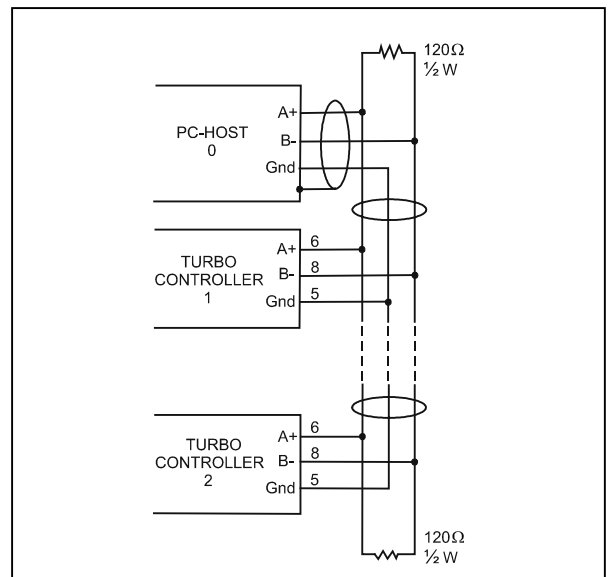 120Ω
½ W
PC-HOST
0
A+
B-
Gnd
TURBO
CONTROLLER
1
A+ 6
B- 8
Gnd 5
TURBO
CONTROLLER
2
A+ 6
B- 8
Gnd 5
120Ω
½ W